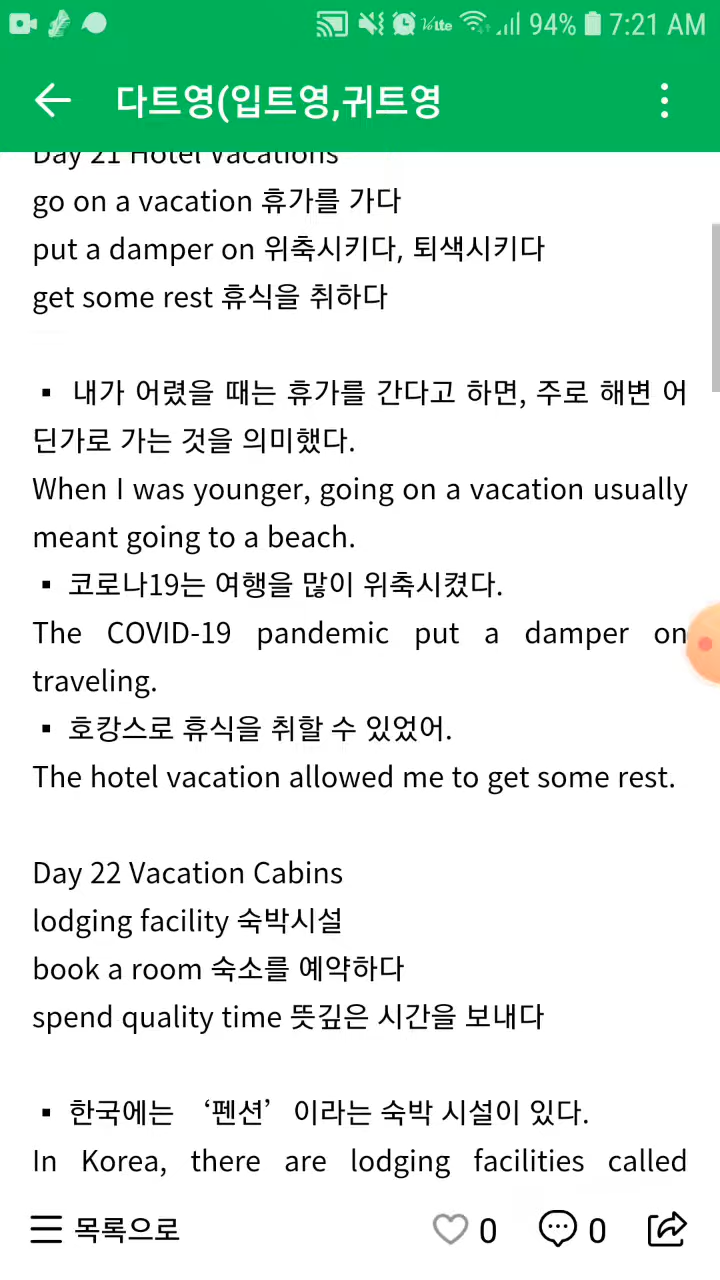 VoLTE 94% 7:21 AM
다트영(입트영,귀트영
Day 21 Hotel Vacations
go on a vacation 휴가를 가다
put a damper on 위축시키다, 퇴색시키다
get some rest 휴식을 취하다
▪ 내가 어렸을 때는 휴가를 간다고 하면, 주로 해변 어
딘가로 가는 것을 의미했다.
When I was younger, going on a vacation usually
meant going to a beach.
▪ 코로나19는 여행을 많이 위축시켰다.
The COVID-19 pandemic put a damper on
traveling.
▪ 호캉스로 휴식을 취할 수 있었어.
The hotel vacation allowed me to get some rest.
Day 22 Vacation Cabins
lodging facility 숙박시설
book a room 숙소를 예약하다
spend quality time 뜻깊은 시간을 보내다
▪ 한국에는 ‘펜션’ 이라는 숙박 시설이 있다.
In Korea, there are lodging facilities called
목록으로 0 0